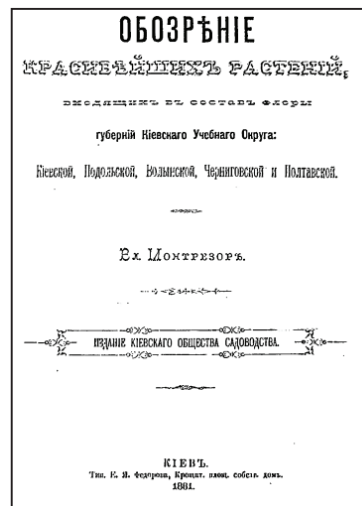 ОБОЗРѢНІЕ
КРАСИВѢЙШИХЪ РАСТЕНІЙ,
ВХОДЯЩИХЪ ВЪ СОСТАВЪ ФЛОРЫ
губерній Кіевскаго Учебнаго Округа:
Кіевской, Подольской, Волынской, Черниговской и Полтавской.
Вл. Монтрезоръ.
ИЗДАНІЕ КІЕВСКАГО ОБЩЕСТВА САДОВОДСТВА.
КІЕВЪ.
Тип. Е. Я. Федорова, Крещат. площ. собств. домъ.
1881.